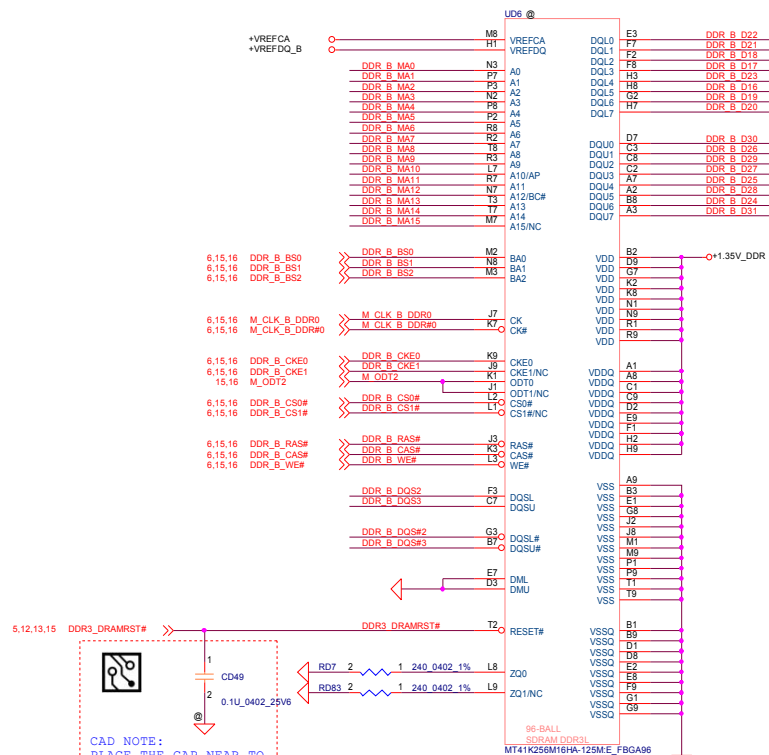 UD6 @
+VREFCA M8 VREFCA DQL0 E3 DDR_B_D22
+VREFDQ_B H1 VREFDQ DQL1 F7 DDR_B_D21
DQL2 F2 DDR_B_D18
DDR_B_MA0 N3 A0 DQL3 F8 DDR_B_D17
DDR_B_MA1 P7 A1 DQL4 H3 DDR_B_D23
DDR_B_MA2 P3 A2 DQL5 H8 DDR_B_D16
DDR_B_MA3 N2 A3 DQL6 G2 DDR_B_D19
DDR_B_MA4 P8 A4 DQL7 H7 DDR_B_D20
DDR_B_MA5 P2 A5
DDR_B_MA6 R8 A6
DDR_B_MA7 R2 A7 DQU0 D7 DDR_B_D30
DDR_B_MA8 T8 A8 DQU1 C3 DDR_B_D26
DDR_B_MA9 R3 A9 DQU2 C8 DDR_B_D29
DDR_B_MA10 L7 A10/AP DQU3 C2 DDR_B_D27
DDR_B_MA11 R7 A11 DQU4 A7 DDR_B_D25
DDR_B_MA12 N7 A12/BC# DQU5 A2 DDR_B_D28
DDR_B_MA13 T3 A13 DQU6 B8 DDR_B_D24
DDR_B_MA14 T7 A14 DQU7 A3 DDR_B_D31
DDR_B_MA15 M7 A15/NC
6,15,16 DDR_B_BS0 DDR_B_BS0 M2 BA0 VDD B2 +1.35V_DDR
6,15,16 DDR_B_BS1 DDR_B_BS1 N8 BA1 VDD D9
6,15,16 DDR_B_BS2 DDR_B_BS2 M3 BA2 VDD G7
VDD K2
VDD K8
VDD N1
6,15,16 M_CLK_B_DDR0 M_CLK_B_DDR0 J7 CK VDD N9
6,15,16 M_CLK_B_DDR#0 M_CLK_B_DDR#0 K7 CK# VDD R1
VDD R9
6,15,16 DDR_B_CKE0 DDR_B_CKE0 K9 CKE0
6,15,16 DDR_B_CKE1 DDR_B_CKE1 J9 CKE1/NC VDDQ A1
15,16 M_ODT2 M_ODT2 K1 ODT0 VDDQ A8
J1 ODT1/NC VDDQ C1
6,15,16 DDR_B_CS0# DDR_B_CS0# L2 CS0# VDDQ C9
6,15,16 DDR_B_CS1# DDR_B_CS1# L1 CS1#/NC VDDQ D2
VDDQ E9
VDDQ F1
6,15,16 DDR_B_RAS# DDR_B_RAS# J3 RAS# VDDQ H2
6,15,16 DDR_B_CAS# DDR_B_CAS# K3 CAS# VDDQ H9
6,15,16 DDR_B_WE# DDR_B_WE# L3 WE#
VSS A9
DDR_B_DQS2 F3 DQSL VSS B3
DDR_B_DQS3 C7 DQSU VSS E1
VSS G8
VSS J2
DDR_B_DQS#2 G3 DQSL# VSS J8
DDR_B_DQS#3 B7 DQSU# VSS M1
VSS M9
VSS P1
E7 DML VSS P9
D3 DMU VSS T1
VSS T9
5,12,13,15 DDR3_DRAMRST# DDR3_DRAMRST# T2 RESET# VSSQ B1
VSSQ B9
VSSQ D1
VSSQ D8
RD7 2 1 240_0402_1% L8 ZQ0 VSSQ E2
VSSQ E8
RD83 2 1 240_0402_1% L9 ZQ1/NC VSSQ F9
VSSQ G1
VSSQ G9
1
CD49
2
0.1U_0402_25V6
@
96-BALL
SDRAM DDR3L
MT41K256M16HA-125M:E_FBGA96
CAD NOTE:
PLACE THE CAP NEAR TO